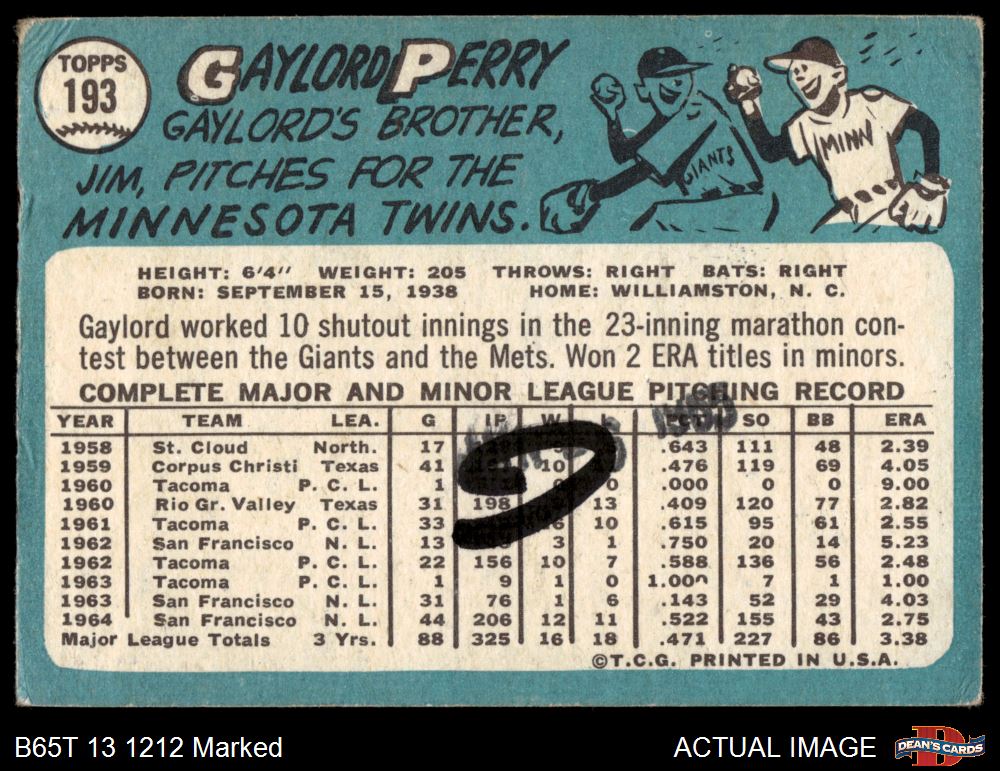 TOPPS
193
GAYLORD PERRY
GAYLORD'S BROTHER,
JIM, PITCHES FOR THE
MINNESOTA TWINS.
GIANTS
MINN
HEIGHT: 6'4" WEIGHT: 205 THROWS: RIGHT BATS: RIGHT
BORN: SEPTEMBER 15, 1938 HOME: WILLIAMSTON, N. C.
Gaylord worked 10 shutout innings in the 23-inning marathon con-
test between the Giants and the Mets. Won 2 ERA titles in minors.
COMPLETE MAJOR AND MINOR LEAGUE PITCHING RECORD
YEAR TEAM LEA. G IP W SO BB ERA
1958 St. Cloud North. 17 .643 111 48 2.39
1959 Corpus Christi Texas 41 10 .476 119 69 4.05
1960 Tacoma P. C. L. 1 0 0 .000 0 0 9.00
1960 Rio Gr. Valley Texas 31 198 13 .409 120 77 2.82
1961 Tacoma P. C. L. 33 10 .615 95 61 2.55
1962 San Francisco N. L. 13 3 1 .750 20 14 5.23
1962 Tacoma P. C. L. 22 156 10 7 .588 136 56 2.48
1963 Tacoma P. C. L. 1 9 1 0 1.000 7 1 1.00
1963 San Francisco N. L. 31 76 1 6 .143 52 29 4.03
1964 San Francisco N. L. 44 206 12 11 .522 155 43 2.75
Major League Totals 3 Yrs. 88 325 16 18 .471 227 86 3.38
©T.C.G. PRINTED IN U.S.A.
B65T 13 1212 Marked
ACTUAL IMAGE
DEAN'S CARDS